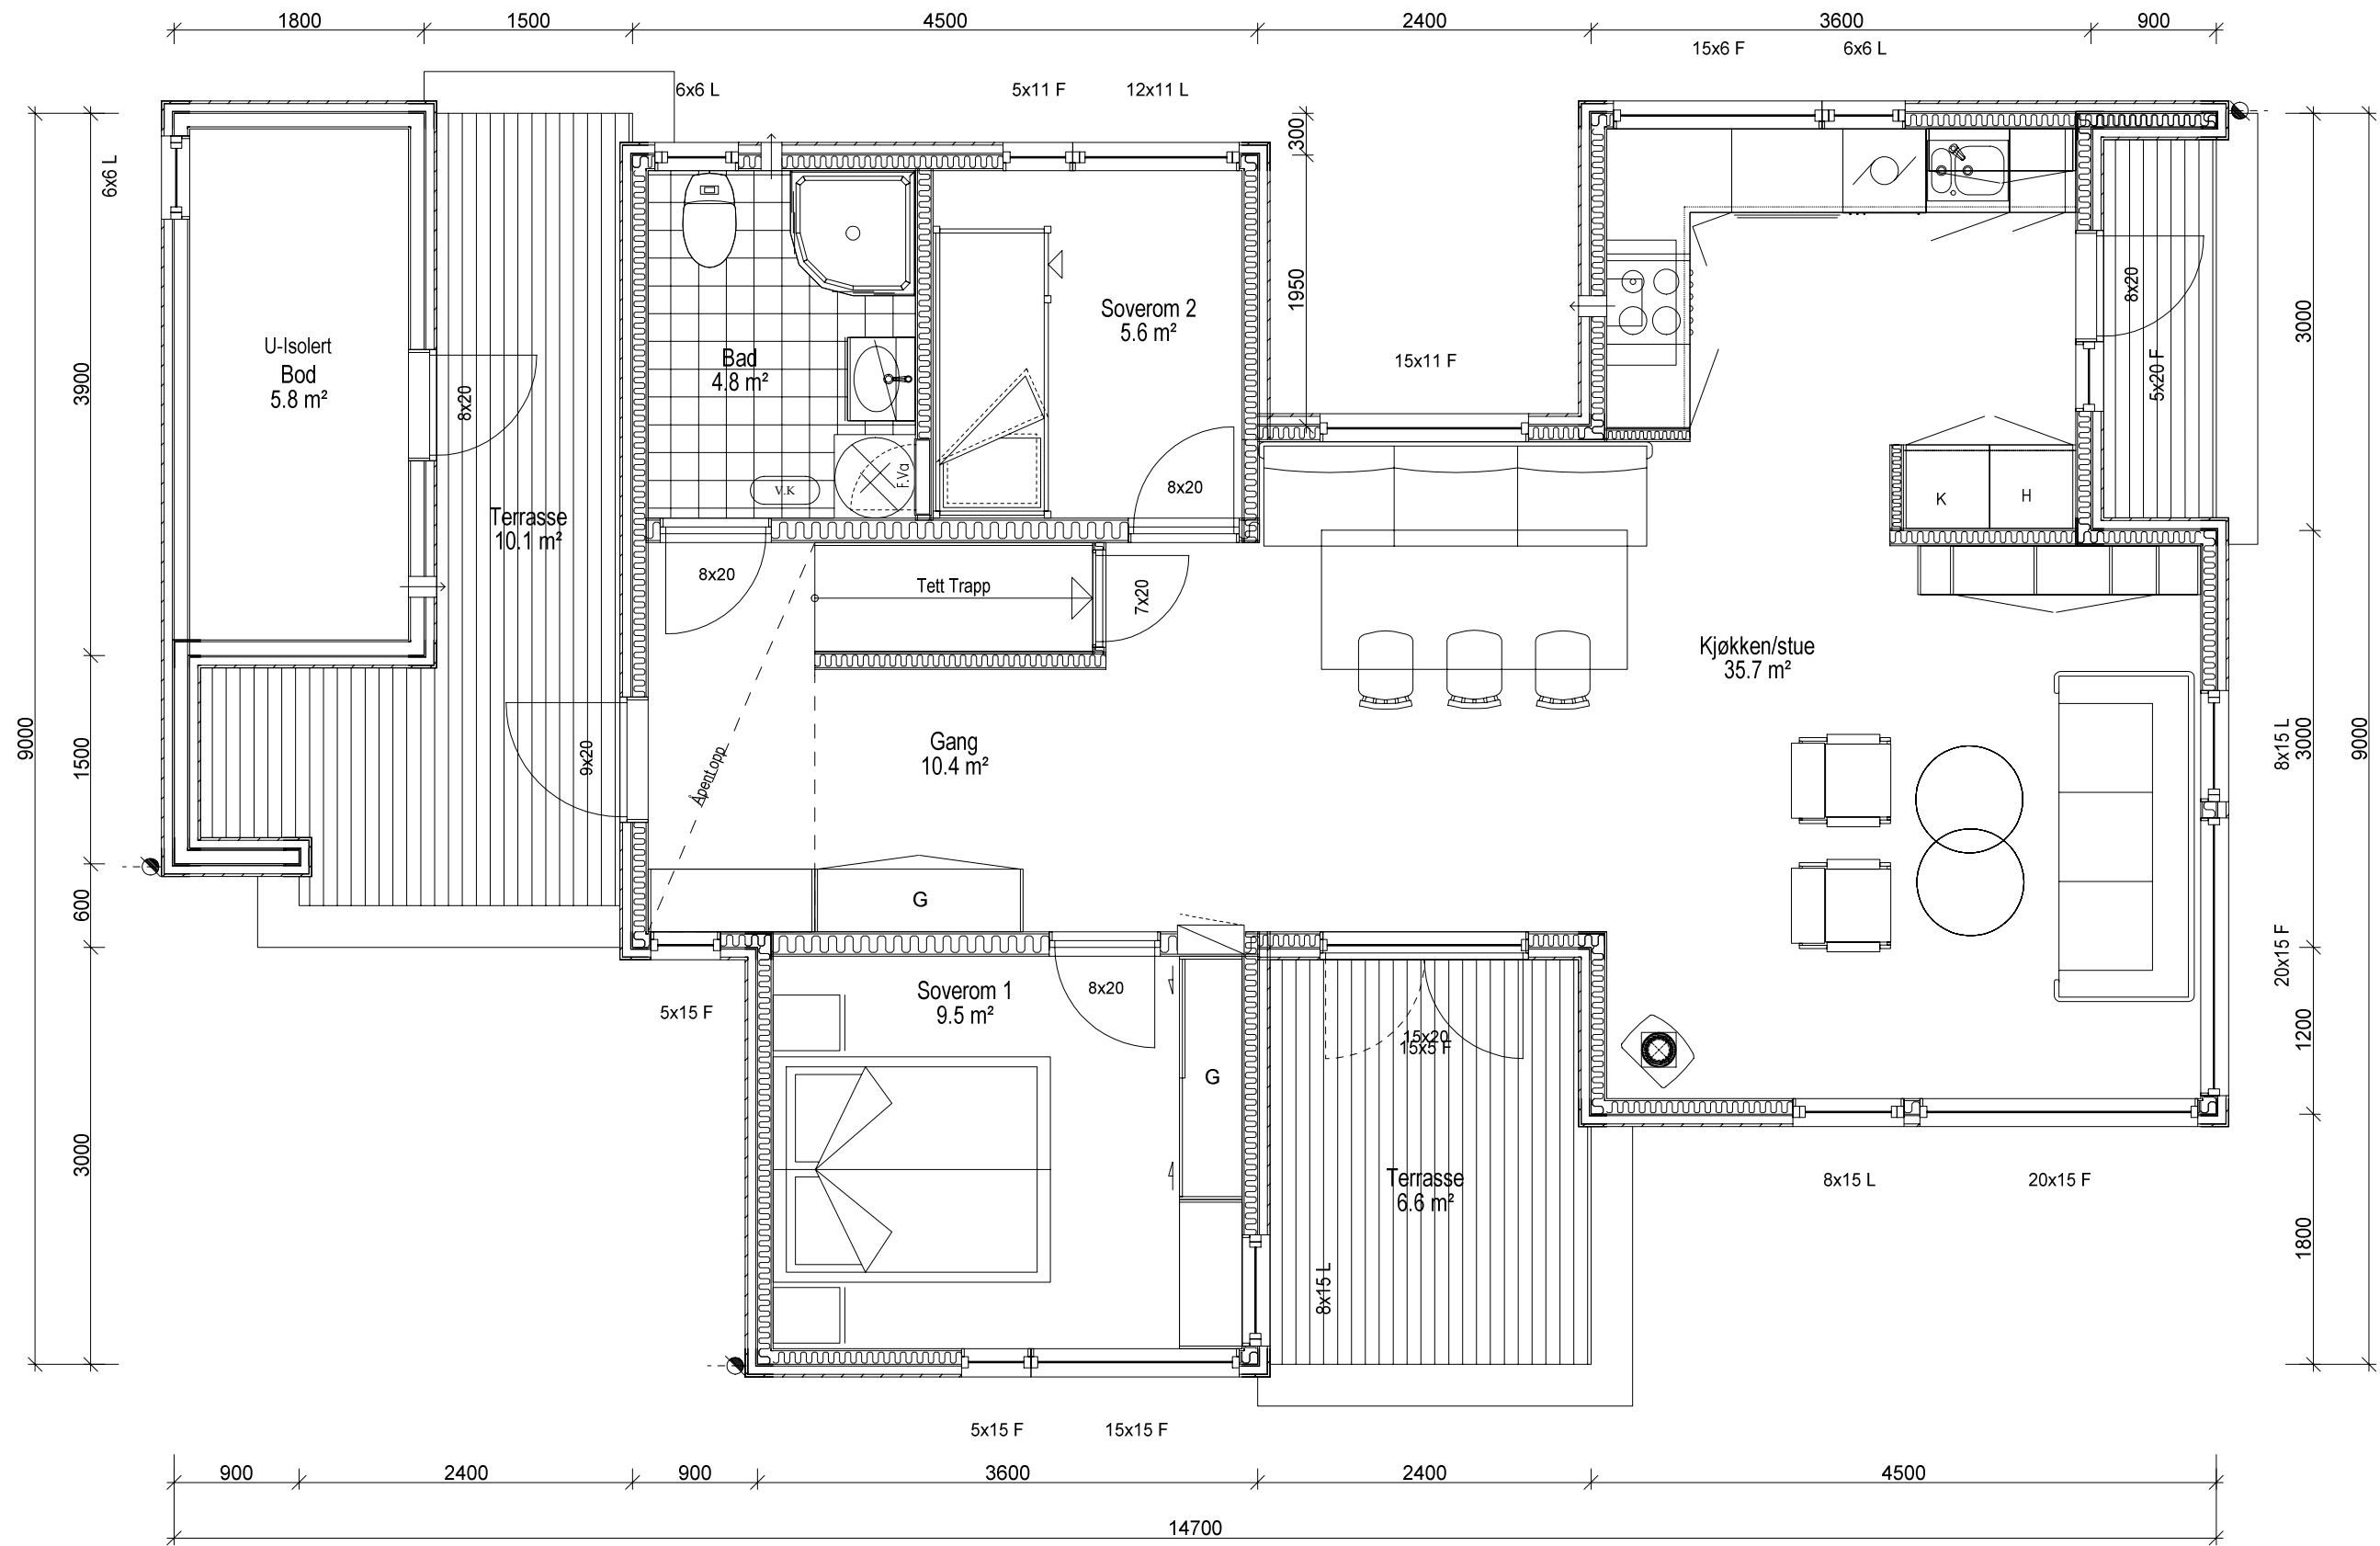 1800
1500
4500
2400
3600
900
15x6 F
6x6 L
6x6 L
5x11 F
12x11 L
300
6x6 L
1950
8x20
3000
Soverom 2
5.6 m²
U-Isolert
Bod
5.8 m²
Bad
4.8 m²
15x11 F
3900
8x20
5x20 F
F.Va
V.K
8x20
K
H
Terrasse
10.1 m²
8x20
Tett Trapp
7x20
Kjøkken/stue
35.7 m²
9000
1500
9x20
Åpent opp
Gang
10.4 m²
8x15 L
3000
9000
600
G
20x15 F
Soverom 1
9.5 m²
8x20
5x15 F
15x20
15x5 F
1200
G
3000
Terrasse
6.6 m²
8x15 L
20x15 F
1800
8x15 L
5x15 F
15x15 F
900
2400
900
3600
2400
4500
14700